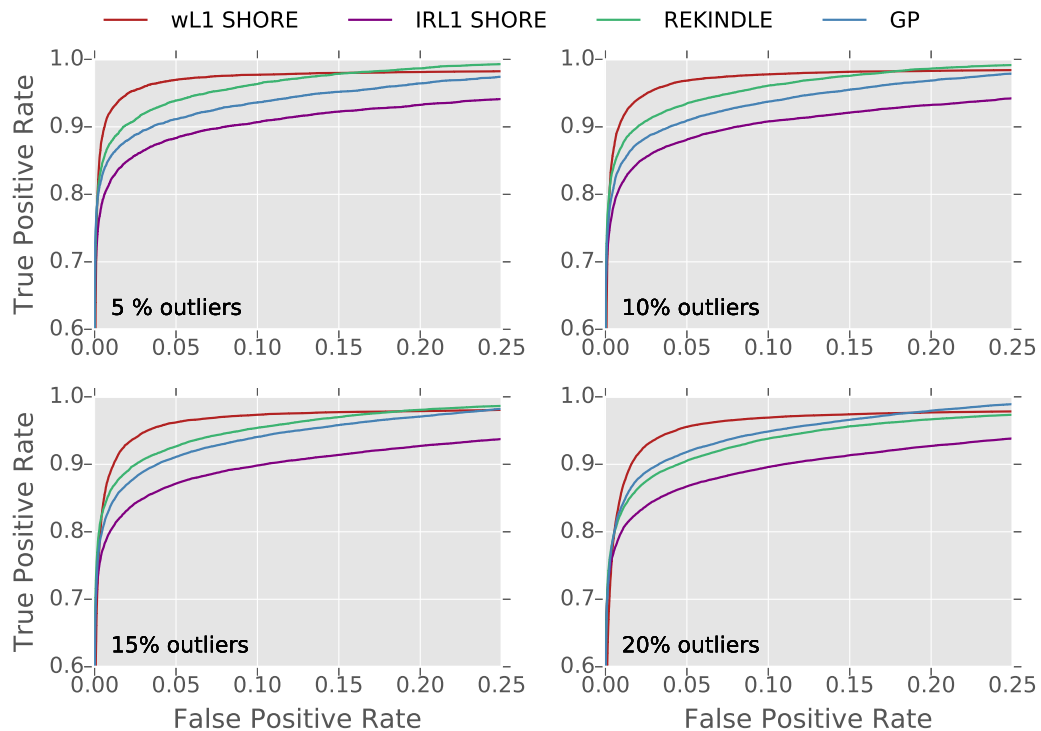 wL1 SHORE IRL1 SHORE REKINDLE GP
True Positive Rate
1.0
0.9
0.8
0.7
0.6
5 % outliers
0.00 0.05 0.10 0.15 0.20 0.25
1.0
0.9
0.8
0.7
0.6
10% outliers
0.00 0.05 0.10 0.15 0.20 0.25
True Positive Rate
1.0
0.9
0.8
0.7
0.6
15% outliers
0.00 0.05 0.10 0.15 0.20 0.25
False Positive Rate
1.0
0.9
0.8
0.7
0.6
20% outliers
0.00 0.05 0.10 0.15 0.20 0.25
False Positive Rate